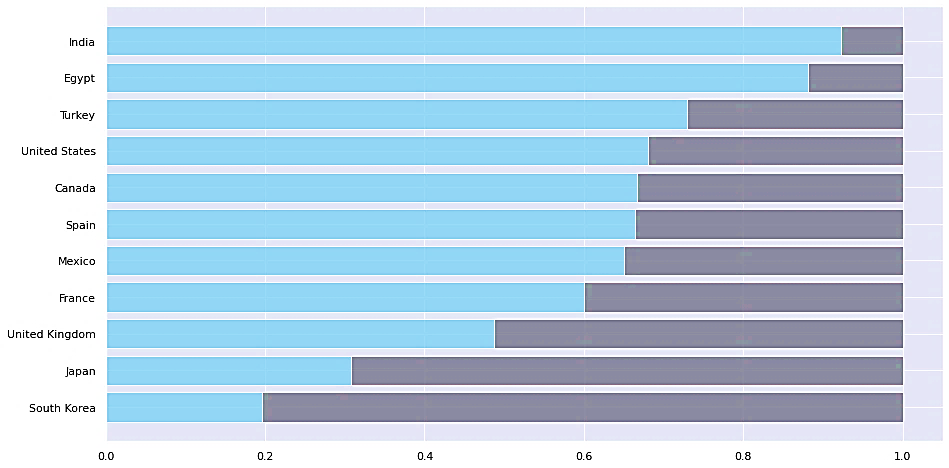 India
Egypt
Turkey
United States
Canada
Spain
Mexico
France
United Kingdom
Japan
South Korea
0.0 0.2 0.4 0.6 0.8 1.0